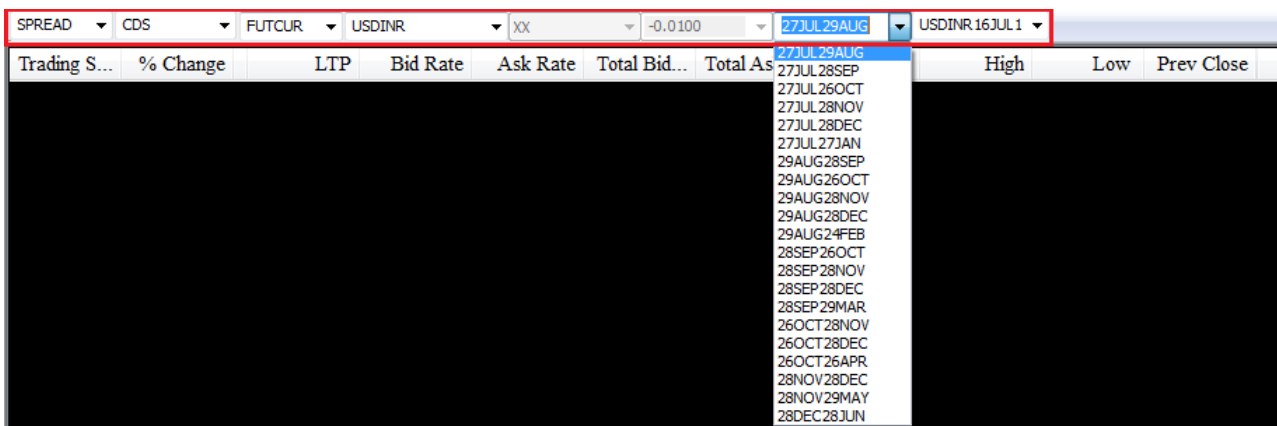 SPREAD CDS FUTCUR USDINR XX -0.0100 27JUL29AUG USDINR16JUL1
Trading S... % Change LTP Bid Rate Ask Rate Total Bid... Total As High Low Prev Close
27JUL29AUG
27JUL28SEP
27JUL26OCT
27JUL28NOV
27JUL28DEC
27JUL27JAN
29AUG28SEP
29AUG26OCT
29AUG28NOV
29AUG28DEC
29AUG24FEB
28SEP26OCT
28SEP28NOV
28SEP28DEC
28SEP29MAR
26OCT28NOV
26OCT28DEC
26OCT26APR
28NOV28DEC
28NOV29MAY
28DEC28JUN